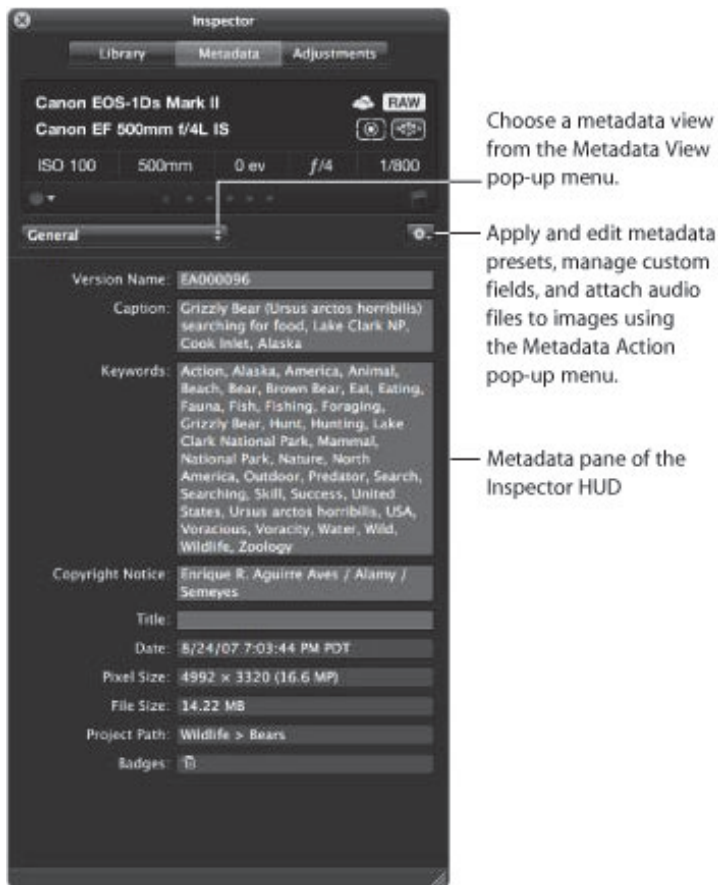 Inspector
Library Metadata Adjustments
Canon EOS-1Ds Mark II RAW
Canon EF 500mm f/4L IS
ISO 100 500mm 0 ev ƒ/4 1/800
General
Version Name: EA000096
Caption: Grizzly Bear (Ursus arctos horribilis)
searching for food, Lake Clark NP,
Cook Inlet, Alaska
Keywords: Action, Alaska, America, Animal,
Beach, Bear, Brown Bear, Eat, Eating,
Fauna, Fish, Fishing, Foraging,
Grizzly Bear, Hunt, Hunting, Lake
Clark National Park, Mammal,
National Park, Nature, North
America, Outdoor, Predator, Search,
Searching, Skill, Success, United
States, Ursus arctos horribilis, USA,
Voracious, Voracity, Water, Wild,
Wildlife, Zoology
Copyright Notice: Enrique R. Aguirre Aves / Alamy /
Semeyes
Title:
Date: 8/24/07 7:03:44 PM PDT
Pixel Size: 4992 × 3320 (16.6 MP)
File Size: 14.22 MB
Project Path: Wildlife > Bears
Badges:
Choose a metadata view
from the Metadata View
pop-up menu.
Apply and edit metadata
presets, manage custom
fields, and attach audio
files to images using
the Metadata Action
pop-up menu.
Metadata pane of the
Inspector HUD